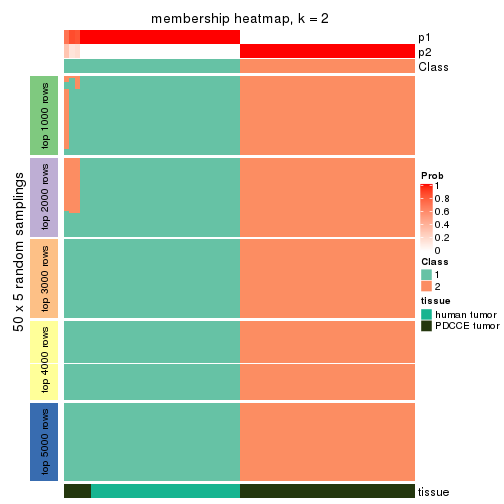 membership heatmap, k = 2
p1
p2
Class
50 x 5 random samplings
top 1000 rows
top 2000 rows
top 3000 rows
top 4000 rows
top 5000 rows
Prob
1
0.8
0.6
0.4
0.2
0
Class
1
2
tissue
human tumor
PDCCE tumor
tissue